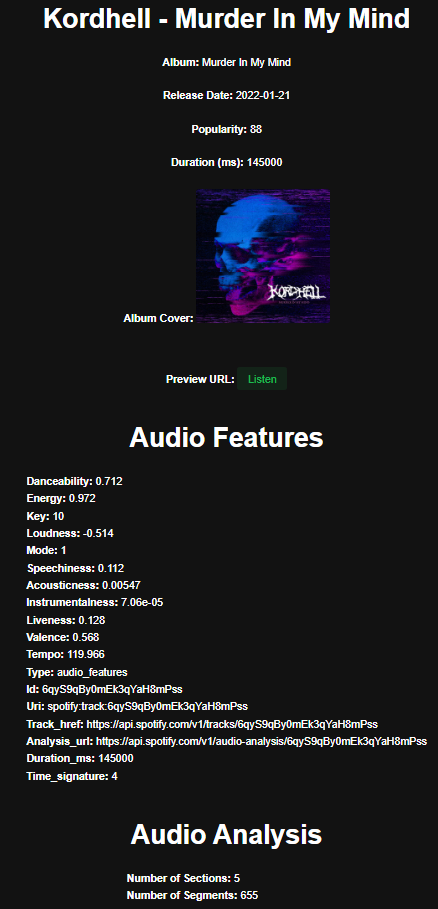 Kordhell - Murder In My Mind
Album: Murder In My Mind
Release Date: 2022-01-21
Popularity: 88
Duration (ms): 145000
KORDHELL
Album Cover:
Preview URL: Listen
Audio Features
Danceability: 0.712
Energy: 0.972
Key: 10
Loudness: -0.514
Mode: 1
Speechiness: 0.112
Acousticness: 0.00547
Instrumentalness: 7.06e-05
Liveness: 0.128
Valence: 0.568
Tempo: 119.966
Type: audio_features
Id: 6qyS9qBy0mEk3qYaH8mPss
Uri: spotify:track:6qyS9qBy0mEk3qYaH8mPss
Track_href: https://api.spotify.com/v1/tracks/6qyS9qBy0mEk3qYaH8mPss
Analysis_url: https://api.spotify.com/v1/audio-analysis/6qyS9qBy0mEk3qYaH8mPss
Duration_ms: 145000
Time_signature: 4
Audio Analysis
Number of Sections: 5
Number of Segments: 655